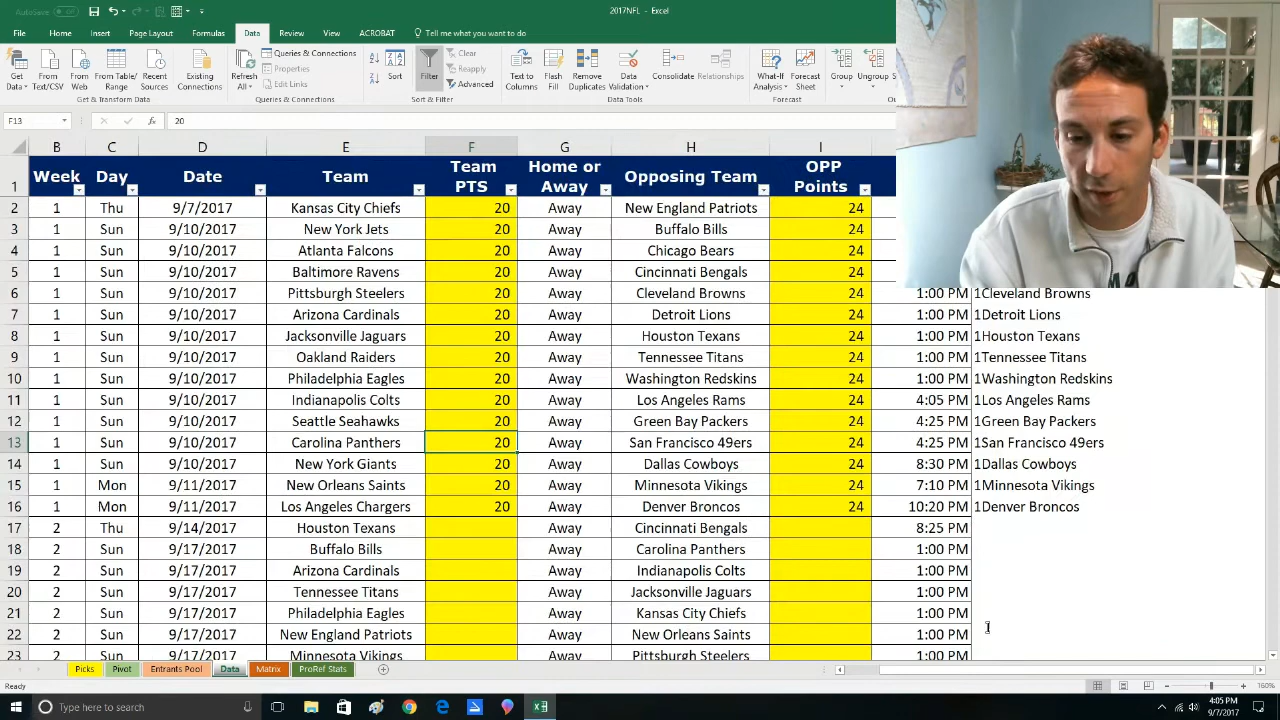 AutoSave Off
2017NFL - Excel
File Home Insert Page Layout Formulas Data Review View ACROBAT Tell me what you want to do
Get Data From Text/CSV From Web From Table/ Range Recent Sources Existing Connections Refresh All Queries & Connections Properties Edit Links Sort Filter Clear Reapply Advanced Text to Columns Flash Fill Remove Duplicates Data Validation Consolidate Relationships What-If Analysis Forecast Sheet Group Ungroup
Get & Transform Data Queries & Connections Sort & Filter Data Tools Forecast
F13 fx 20
B C D E F G H I
1 Week Day Date Team Team PTS Home or Away Opposing Team OPP Points
2 1 Thu 9/7/2017 Kansas City Chiefs 20 Away New England Patriots 24
3 1 Sun 9/10/2017 New York Jets 20 Away Buffalo Bills 24
4 1 Sun 9/10/2017 Atlanta Falcons 20 Away Chicago Bears 24
5 1 Sun 9/10/2017 Baltimore Ravens 20 Away Cincinnati Bengals 24
6 1 Sun 9/10/2017 Pittsburgh Steelers 20 Away Cleveland Browns 24 1:00 PM 1Cleveland Browns
7 1 Sun 9/10/2017 Arizona Cardinals 20 Away Detroit Lions 24 1:00 PM 1Detroit Lions
8 1 Sun 9/10/2017 Jacksonville Jaguars 20 Away Houston Texans 24 1:00 PM 1Houston Texans
9 1 Sun 9/10/2017 Oakland Raiders 20 Away Tennessee Titans 24 1:00 PM 1Tennessee Titans
10 1 Sun 9/10/2017 Philadelphia Eagles 20 Away Washington Redskins 24 1:00 PM 1Washington Redskins
11 1 Sun 9/10/2017 Indianapolis Colts 20 Away Los Angeles Rams 24 4:05 PM 1Los Angeles Rams
12 1 Sun 9/10/2017 Seattle Seahawks 20 Away Green Bay Packers 24 4:25 PM 1Green Bay Packers
13 1 Sun 9/10/2017 Carolina Panthers 20 Away San Francisco 49ers 24 4:25 PM 1San Francisco 49ers
14 1 Sun 9/10/2017 New York Giants 20 Away Dallas Cowboys 24 8:30 PM 1Dallas Cowboys
15 1 Mon 9/11/2017 New Orleans Saints 20 Away Minnesota Vikings 24 7:10 PM 1Minnesota Vikings
16 1 Mon 9/11/2017 Los Angeles Chargers 20 Away Denver Broncos 24 10:20 PM 1Denver Broncos
17 2 Thu 9/14/2017 Houston Texans Away Cincinnati Bengals 8:25 PM
18 2 Sun 9/17/2017 Buffalo Bills Away Carolina Panthers 1:00 PM
19 2 Sun 9/17/2017 Arizona Cardinals Away Indianapolis Colts 1:00 PM
20 2 Sun 9/17/2017 Tennessee Titans Away Jacksonville Jaguars 1:00 PM
21 2 Sun 9/17/2017 Philadelphia Eagles Away Kansas City Chiefs 1:00 PM
22 2 Sun 9/17/2017 New England Patriots Away New Orleans Saints 1:00 PM
23 2 Sun 9/17/2017 Minnesota Vikings Away Pittsburgh Steelers 1:00 PM
Picks Pivot Entrants Pool Data Matrix ProRef Stats
Ready 160%
Type here to search
4:05 PM
9/7/2017